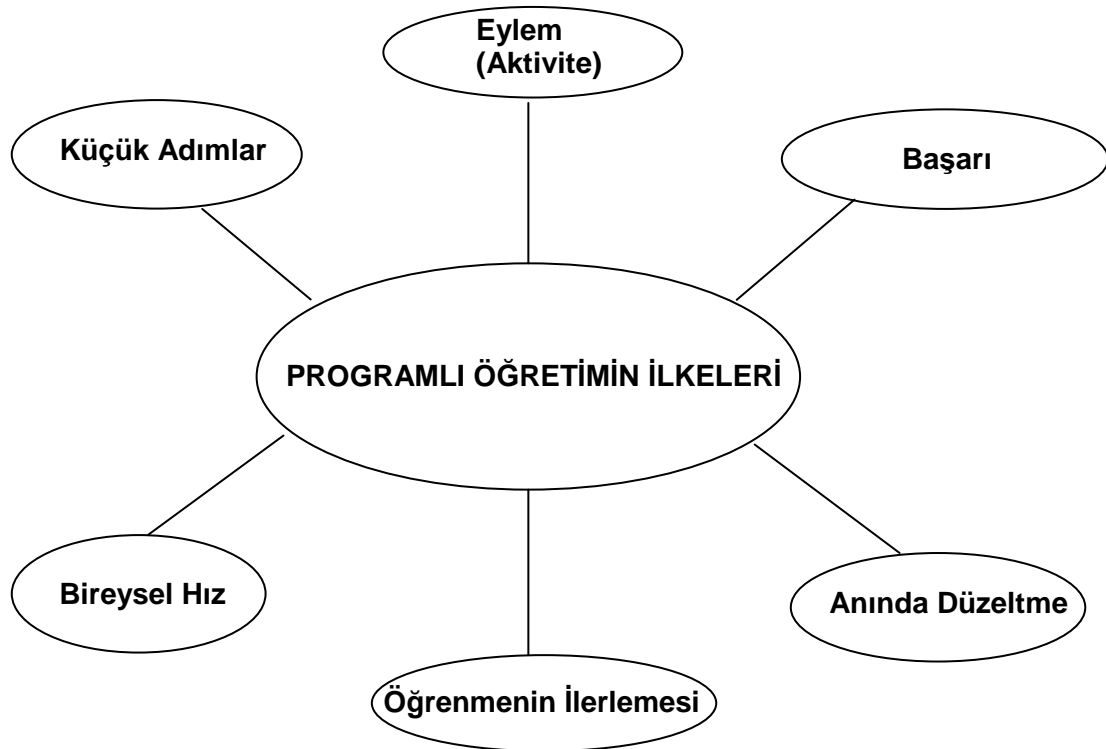 Eylem
(Aktivite)
Küçük Adımlar
Başarı
PROGRAMLI ÖĞRETİMİN İLKELERİ
Bireysel Hız
Anında Düzeltme
Öğrenmenin İlerlemesi